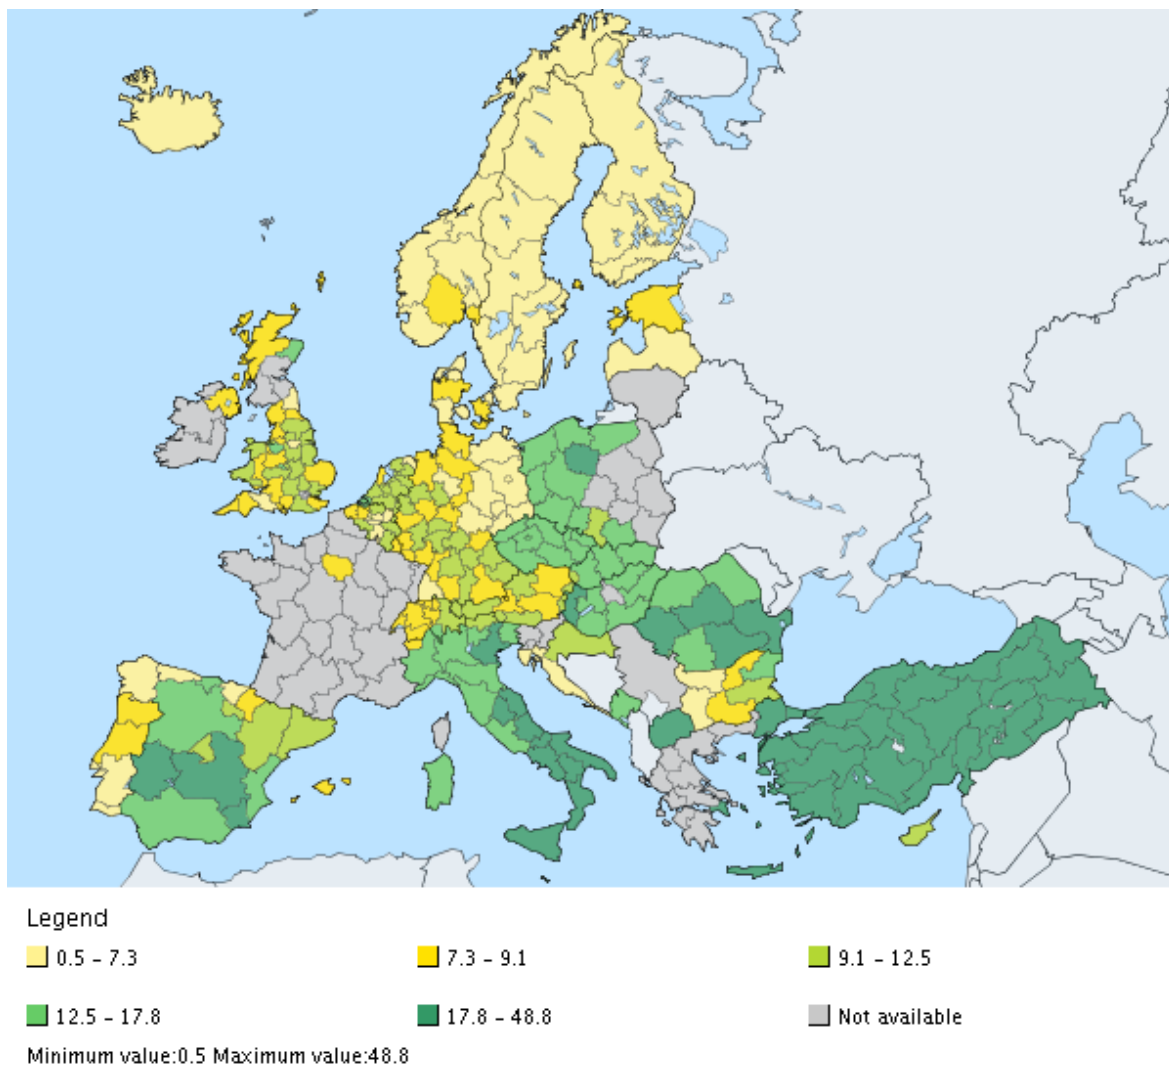 Legend
0.5 – 7.3
7.3 – 9.1
9.1 – 12.5
12.5 – 17.8
17.8 – 48.8
Not available
Minimum value:0.5 Maximum value:48.8